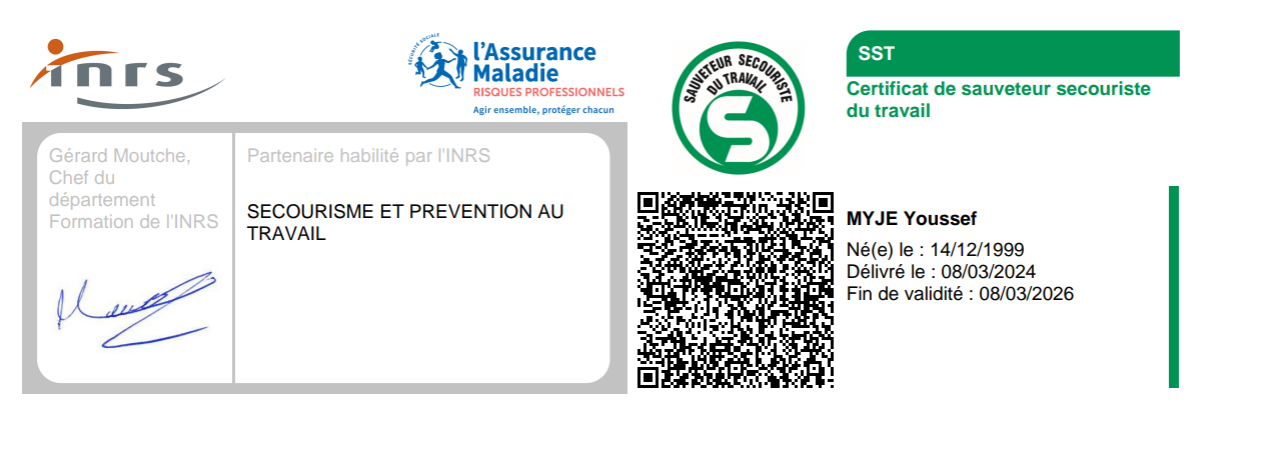 inrs
SÉCURITÉ SOCIALE
l'Assurance
Maladie
RISQUES PROFESSIONNELS
Agir ensemble, protéger chacun
Gérard Moutche,
Chef du
département
Formation de l'INRS
Partenaire habilité par l'INRS
SECOURISME ET PREVENTION AU
TRAVAIL
SAUVETEUR SECOURISTE
DU TRAVAIL
SST
Certificat de sauveteur secouriste
du travail
MYJE Youssef
Né(e) le : 14/12/1999
Délivré le : 08/03/2024
Fin de validité : 08/03/2026